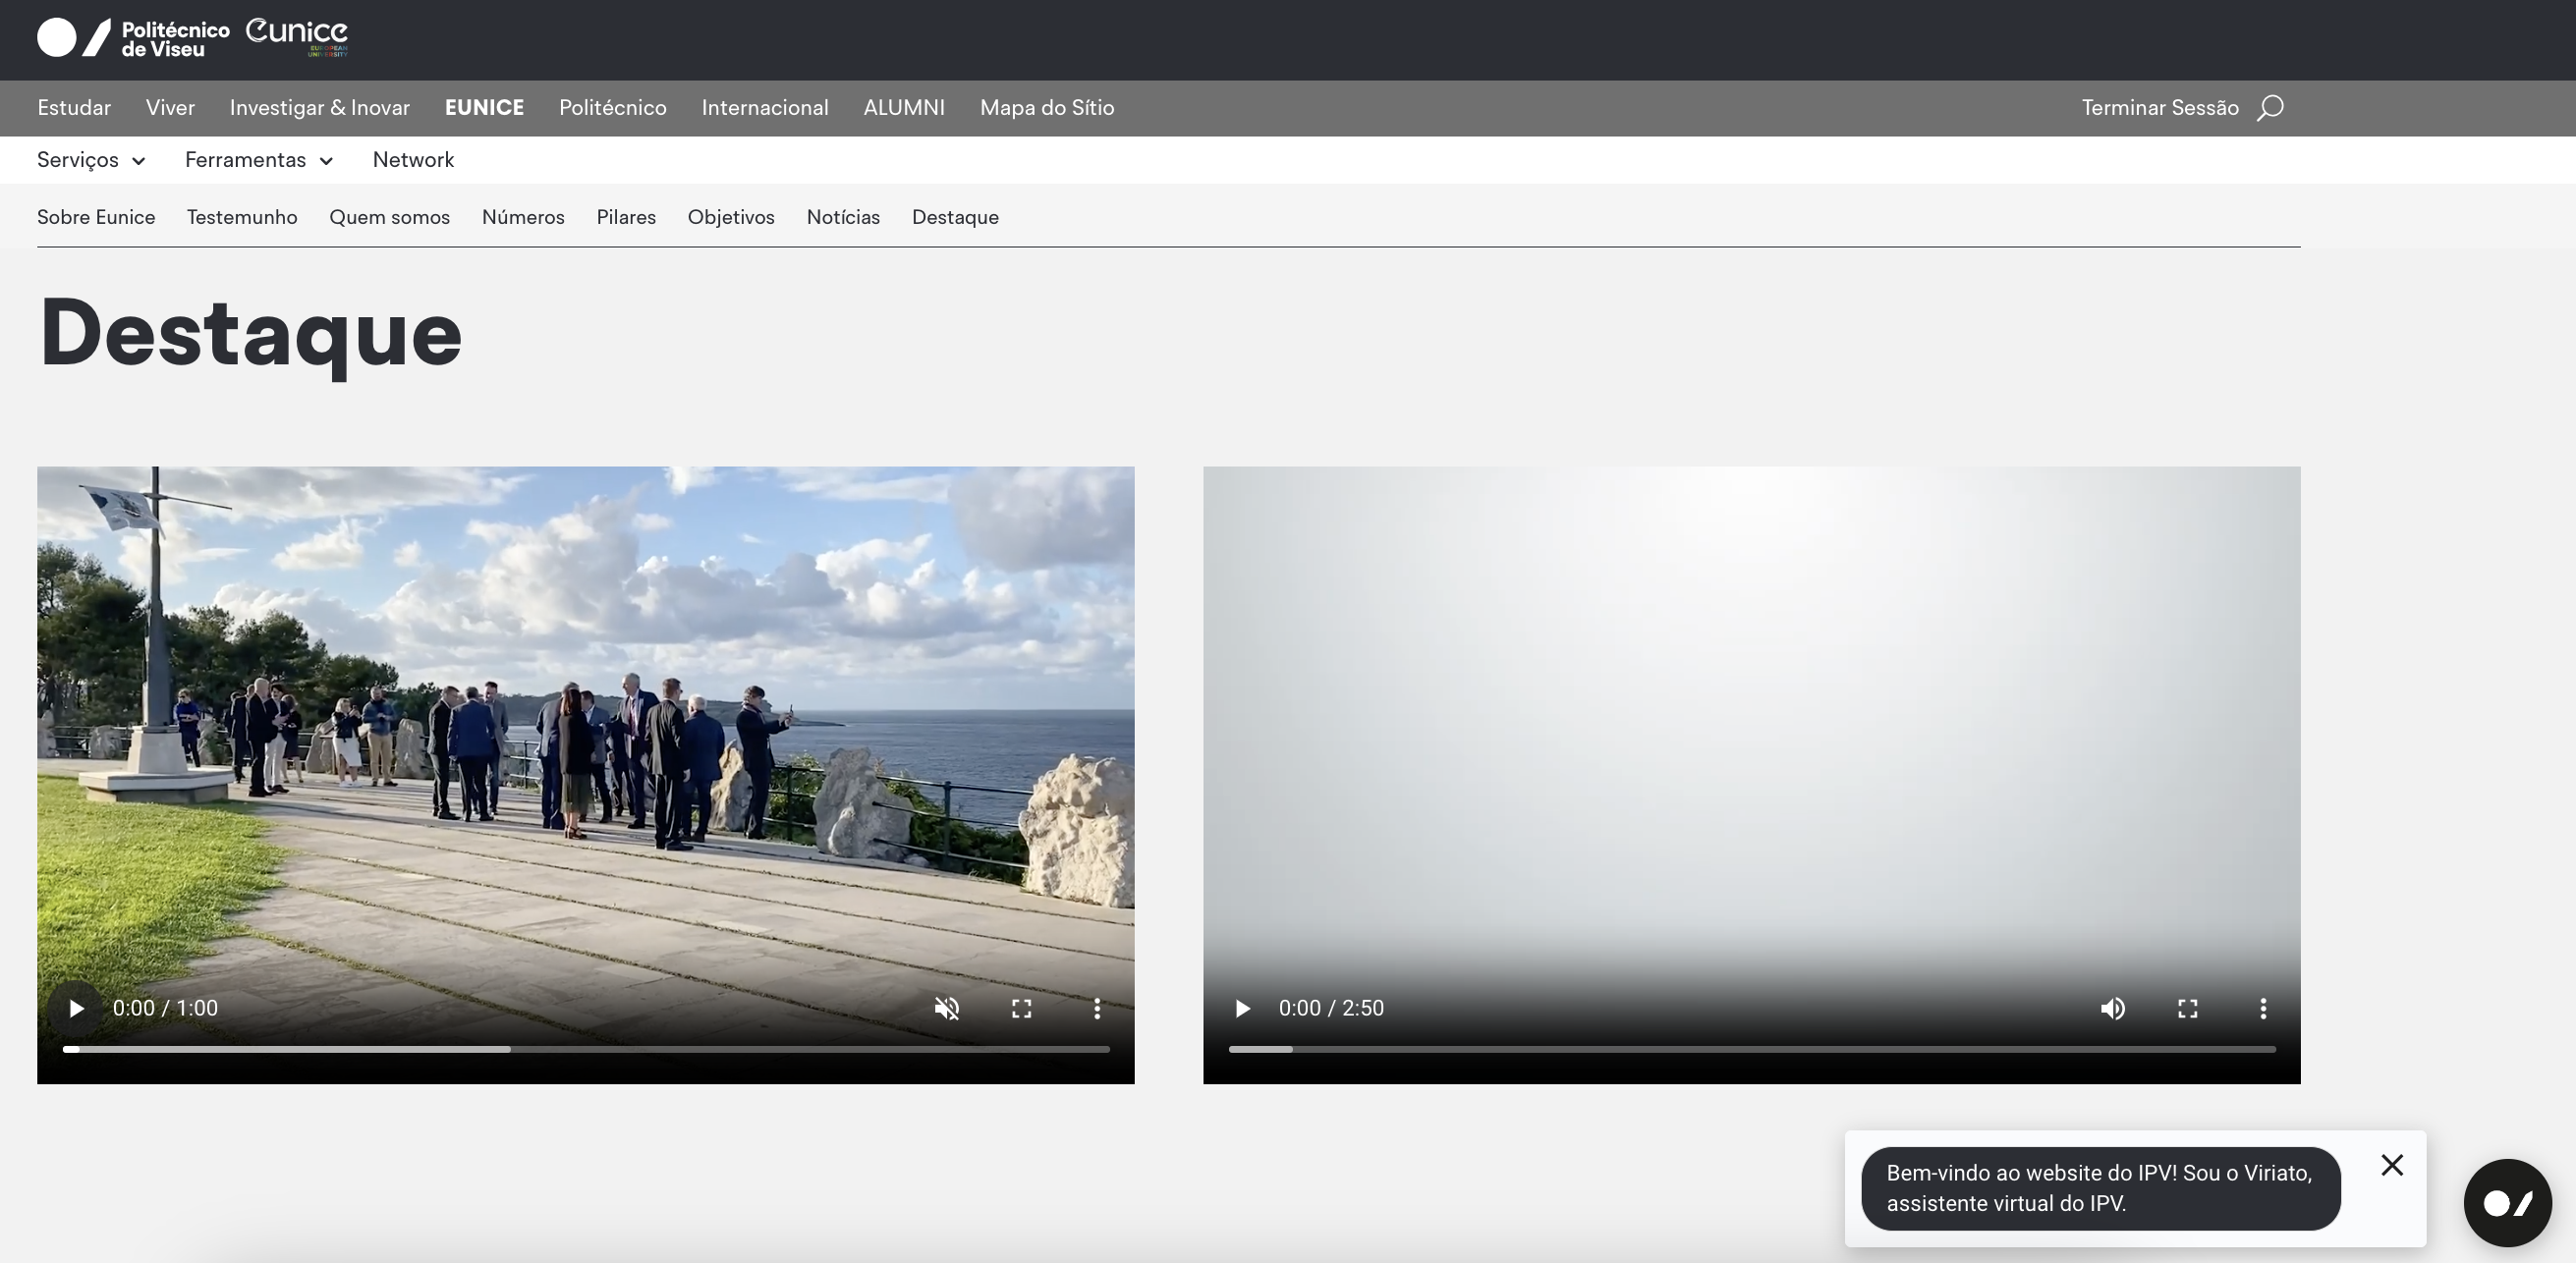 Politécnico
de Viseu
Eunice
EUROPEAN
UNIVERSITY
Estudar Viver Investigar & Inovar EUNICE Politécnico Internacional ALUMNI Mapa do Sítio Terminar Sessão
Serviços Ferramentas Network
Sobre Eunice Testemunho Quem somos Números Pilares Objetivos Notícias Destaque
Destaque
0:00 / 1:00
0:00 / 2:50
Bem-vindo ao website do IPV! Sou o Viriato,
assistente virtual do IPV.